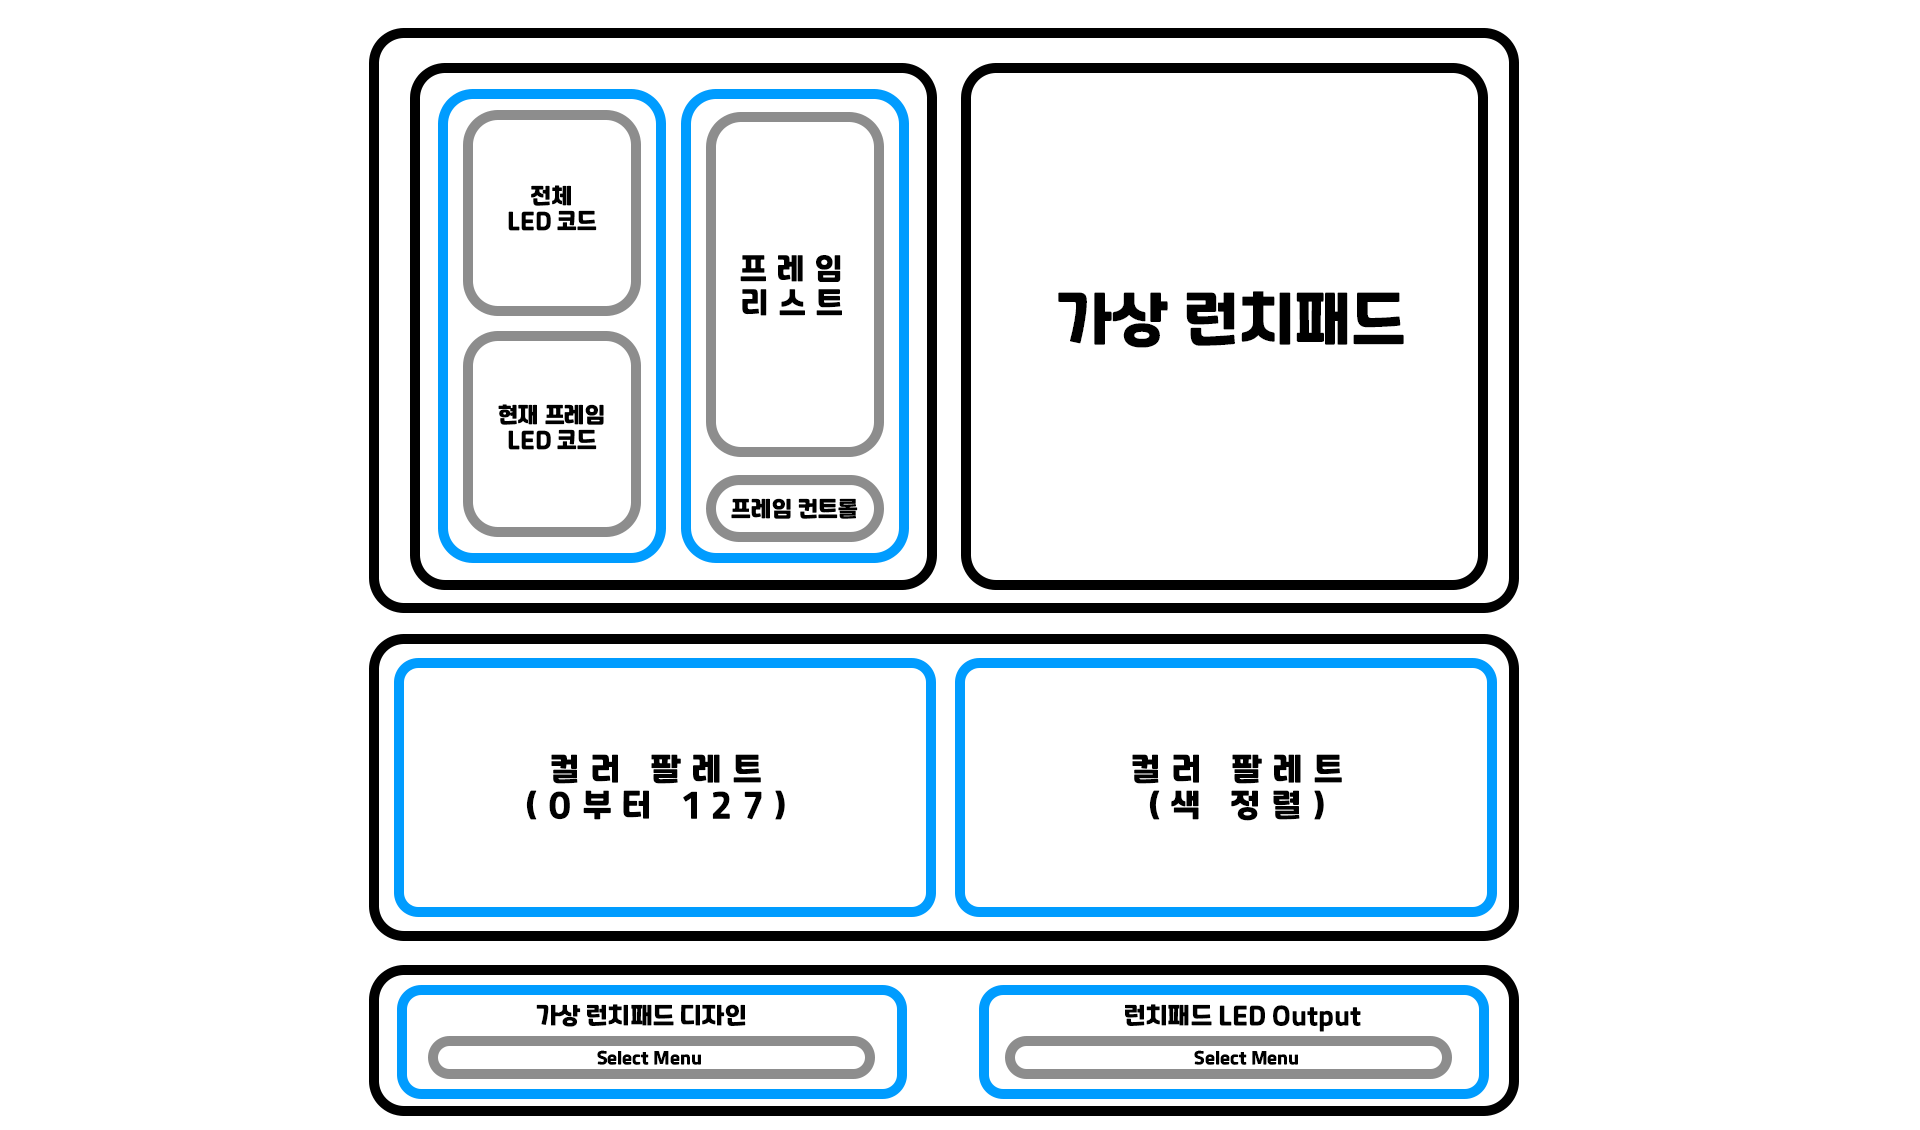 전체
LED 코드
현재 프레임
LED 코드
프레임
리스트
프레임 컨트롤
가상 런치패드
컬러 팔레트
(0부터 127)
컬러 팔레트
(색 정렬)
가상 런치패드 디자인
Select Menu
런치패드 LED Output
Select Menu